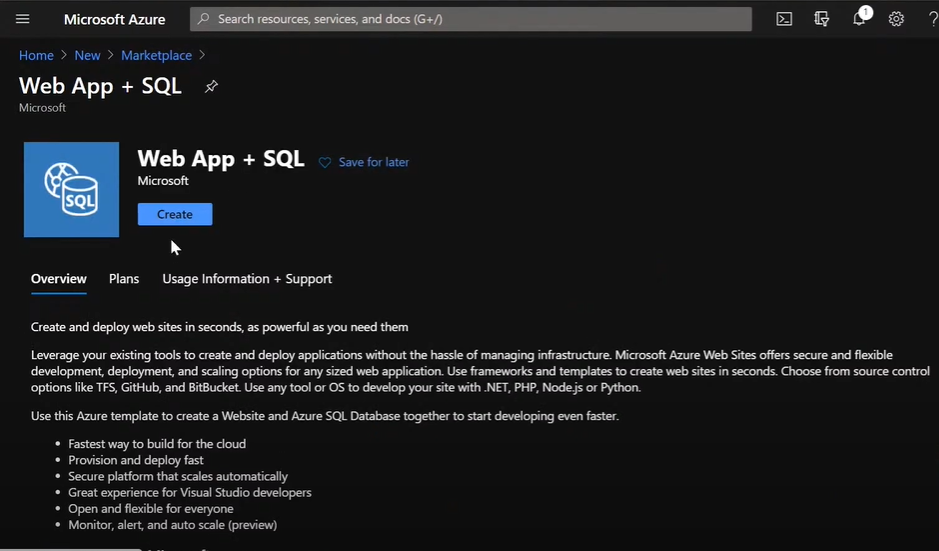 Microsoft Azure
Search resources, services, and docs (G+/)
1
?
Home > New > Marketplace >
Web App + SQL
Microsoft
SQL
Web App + SQL
Save for later
Microsoft
Create
Overview Plans Usage Information + Support
Create and deploy web sites in seconds, as powerful as you need them
Leverage your existing tools to create and deploy applications without the hassle of managing infrastructure. Microsoft Azure Web Sites offers secure and flexible
development, deployment, and scaling options for any sized web application. Use frameworks and templates to create web sites in seconds. Choose from source control
options like TFS, GitHub, and BitBucket. Use any tool or OS to develop your site with .NET, PHP, Node.js or Python.
Use this Azure template to create a Website and Azure SQL Database together to start developing even faster.
• Fastest way to build for the cloud
• Provision and deploy fast
• Secure platform that scales automatically
• Great experience for Visual Studio developers
• Open and flexible for everyone
• Monitor, alert, and auto scale (preview)